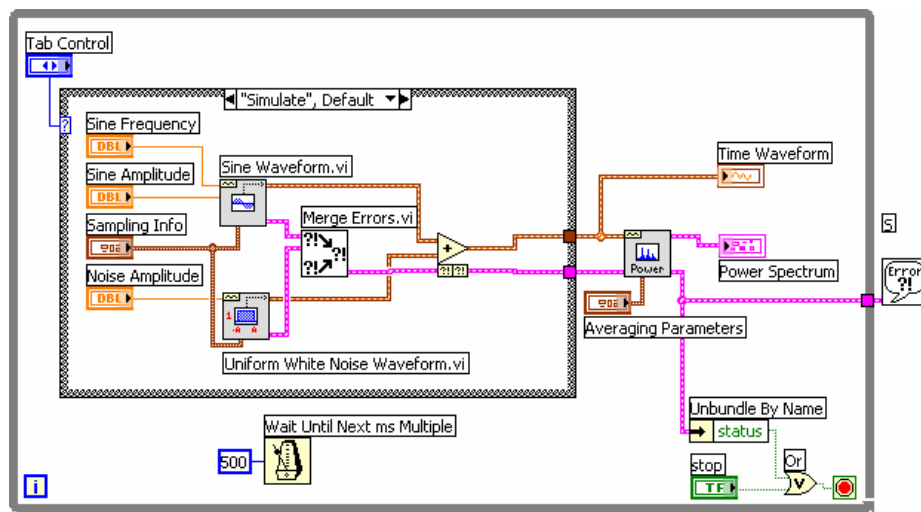 Tab Control
"Simulate", Default
?
Sine Frequency
DBL
Sine Waveform.vi
Sine Amplitude
DBL
Time Waveform
Sampling Info
Merge Errors.vi
?!
?!
?!
+
S
Noise Amplitude
DBL
?! ?!
Power
Power Spectrum
Error
?!
1
-A A
Averaging Parameters
Uniform White Noise Waveform.vi
Unbundle By Name
status
Wait Until Next ms Multiple
500
stop
Or
TF
V
i